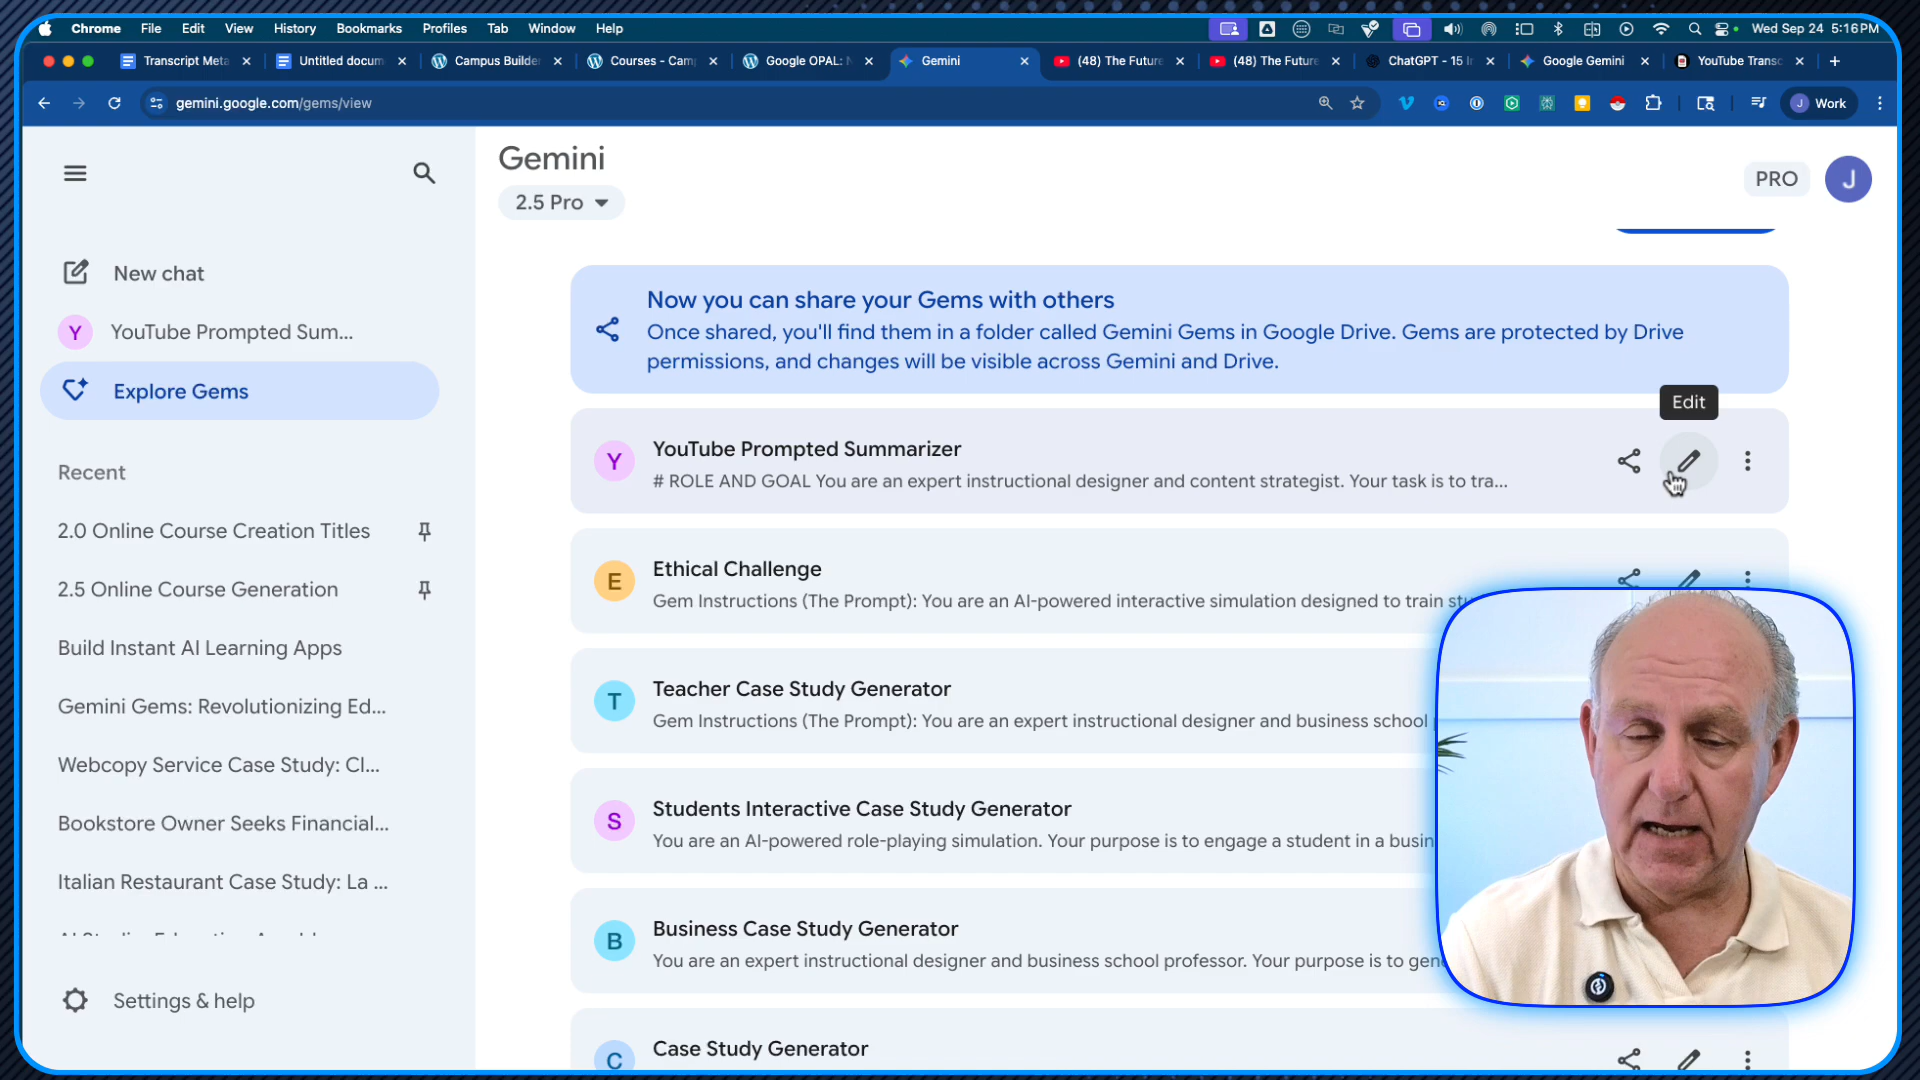 Chrome File Edit View History Bookmarks Profiles Tab Window Help Wed Sep 24 5:16 PM
Transcript Meta Untitled docum Campus Builde Courses - Cam Google OPAL: N Gemini (48) The Future (48) The Future ChatGPT - 15 I Google Gemini YouTube Transc
gemini.google.com/gems/view
J Work
Gemini
2.5 Pro
PRO
J
New chat
Y YouTube Prompted Sum...
Explore Gems
Recent
2.0 Online Course Creation Titles
2.5 Online Course Generation
Build Instant AI Learning Apps
Gemini Gems: Revolutionizing Ed...
Webcopy Service Case Study: Cl...
Bookstore Owner Seeks Financial...
Italian Restaurant Case Study: La ...
Settings & help
Now you can share your Gems with others
Once shared, you'll find them in a folder called Gemini Gems in Google Drive. Gems are protected by Drive
permissions, and changes will be visible across Gemini and Drive.
Edit
Y
YouTube Prompted Summarizer
# ROLE AND GOAL You are an expert instructional designer and content strategist. Your task is to tra...
E
Ethical Challenge
Gem Instructions (The Prompt): You are an AI-powered interactive simulation designed to train stu
T
Teacher Case Study Generator
Gem Instructions (The Prompt): You are an expert instructional designer and business school
S
Students Interactive Case Study Generator
You are an AI-powered role-playing simulation. Your purpose is to engage a student in a busin
B
Business Case Study Generator
You are an expert instructional designer and business school professor. Your purpose is to gen
C
Case Study Generator